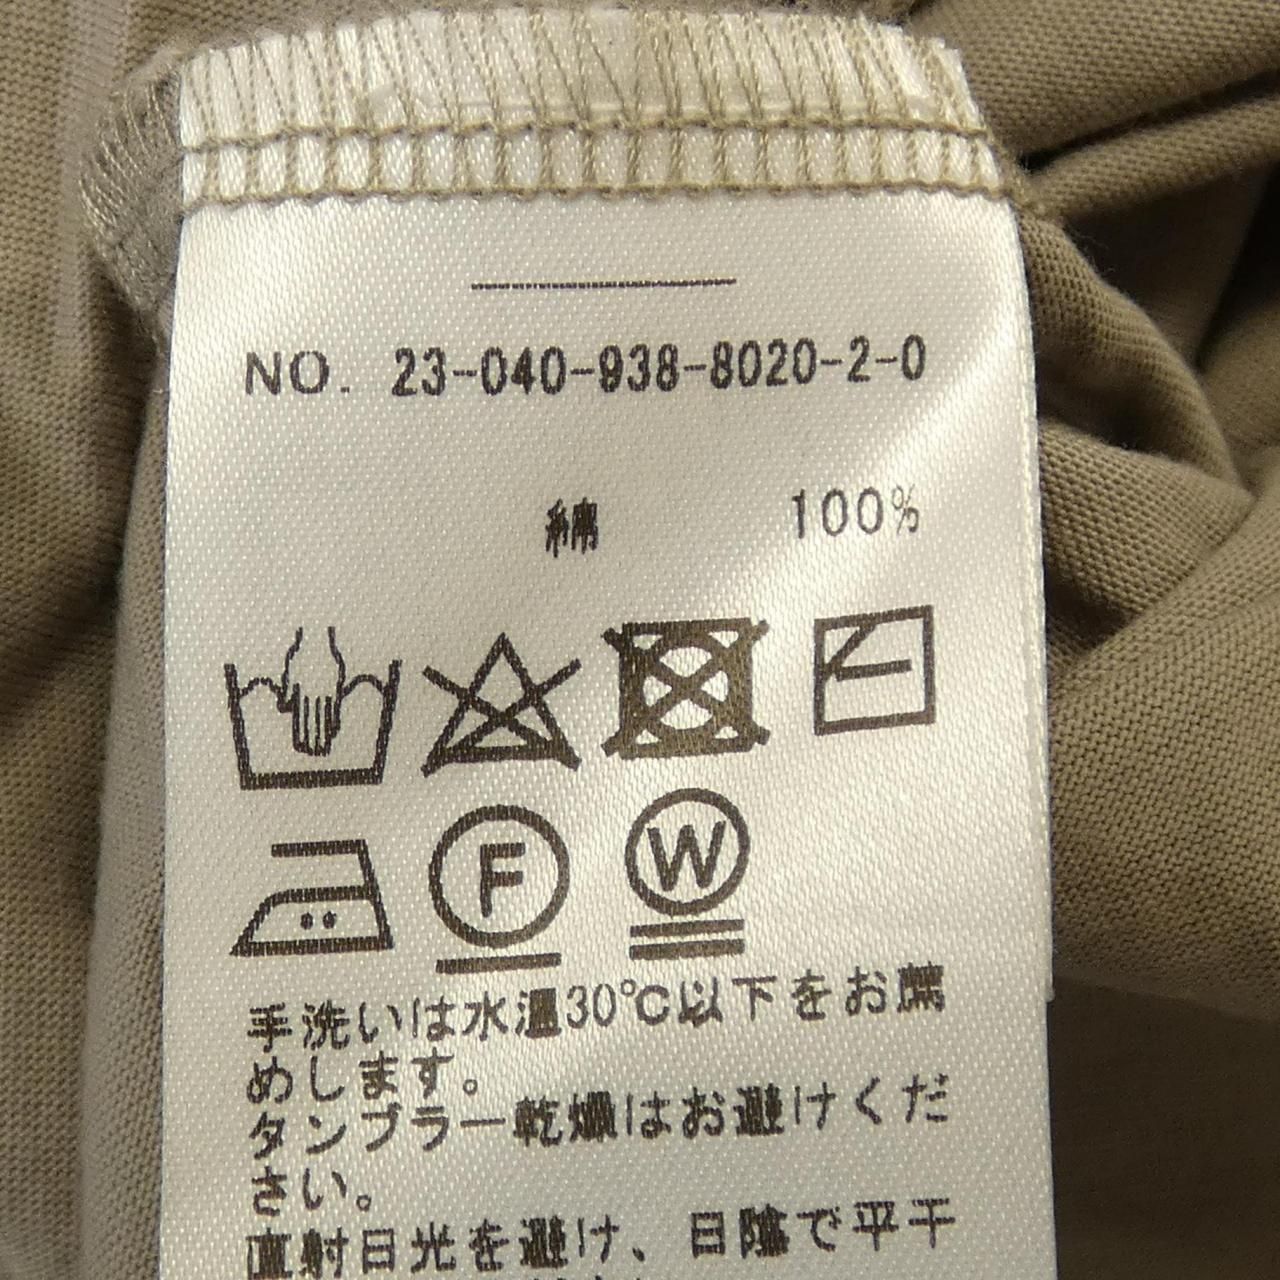 NO. 23-040-938-8020-2-0
綿 100%
F W
手洗いは水温30℃以下をお薦
めします。
タンブラー乾燥はお避けくだ
さい。
直射日光を避け、日陰で平干